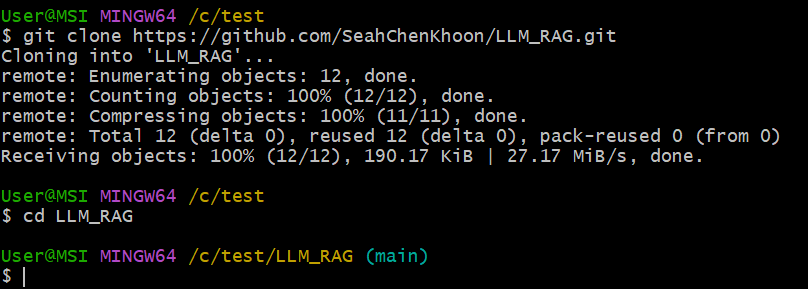 User@MSI MINGW64 /c/test
$ git clone https://github.com/SeahChenKhoon/LLM_RAG.git
Cloning into 'LLM_RAG'...
remote: Enumerating objects: 12, done.
remote: Counting objects: 100% (12/12), done.
remote: Compressing objects: 100% (11/11), done.
remote: Total 12 (delta 0), reused 12 (delta 0), pack-reused 0 (from 0)
Receiving objects: 100% (12/12), 190.17 KiB | 27.17 MiB/s, done.
User@MSI MINGW64 /c/test
$ cd LLM_RAG
User@MSI MINGW64 /c/test/LLM_RAG (main)
$